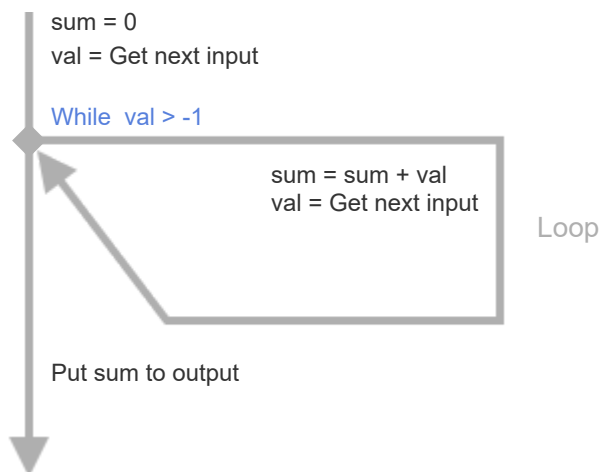 sum = 0
val = Get next input
While val > -1
sum = sum + val
val = Get next input
Loop
Put sum to output